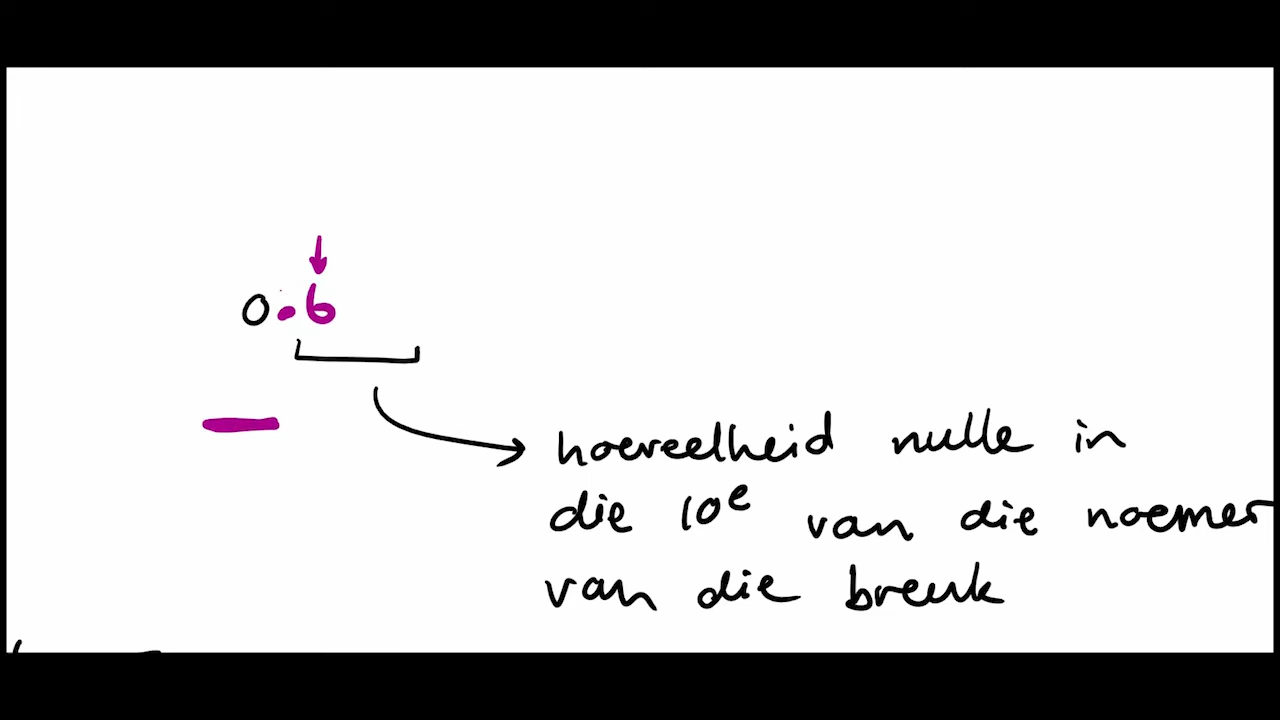 0.6
hoeveelheid nulle in
die 10e van die noemer
van die breuk